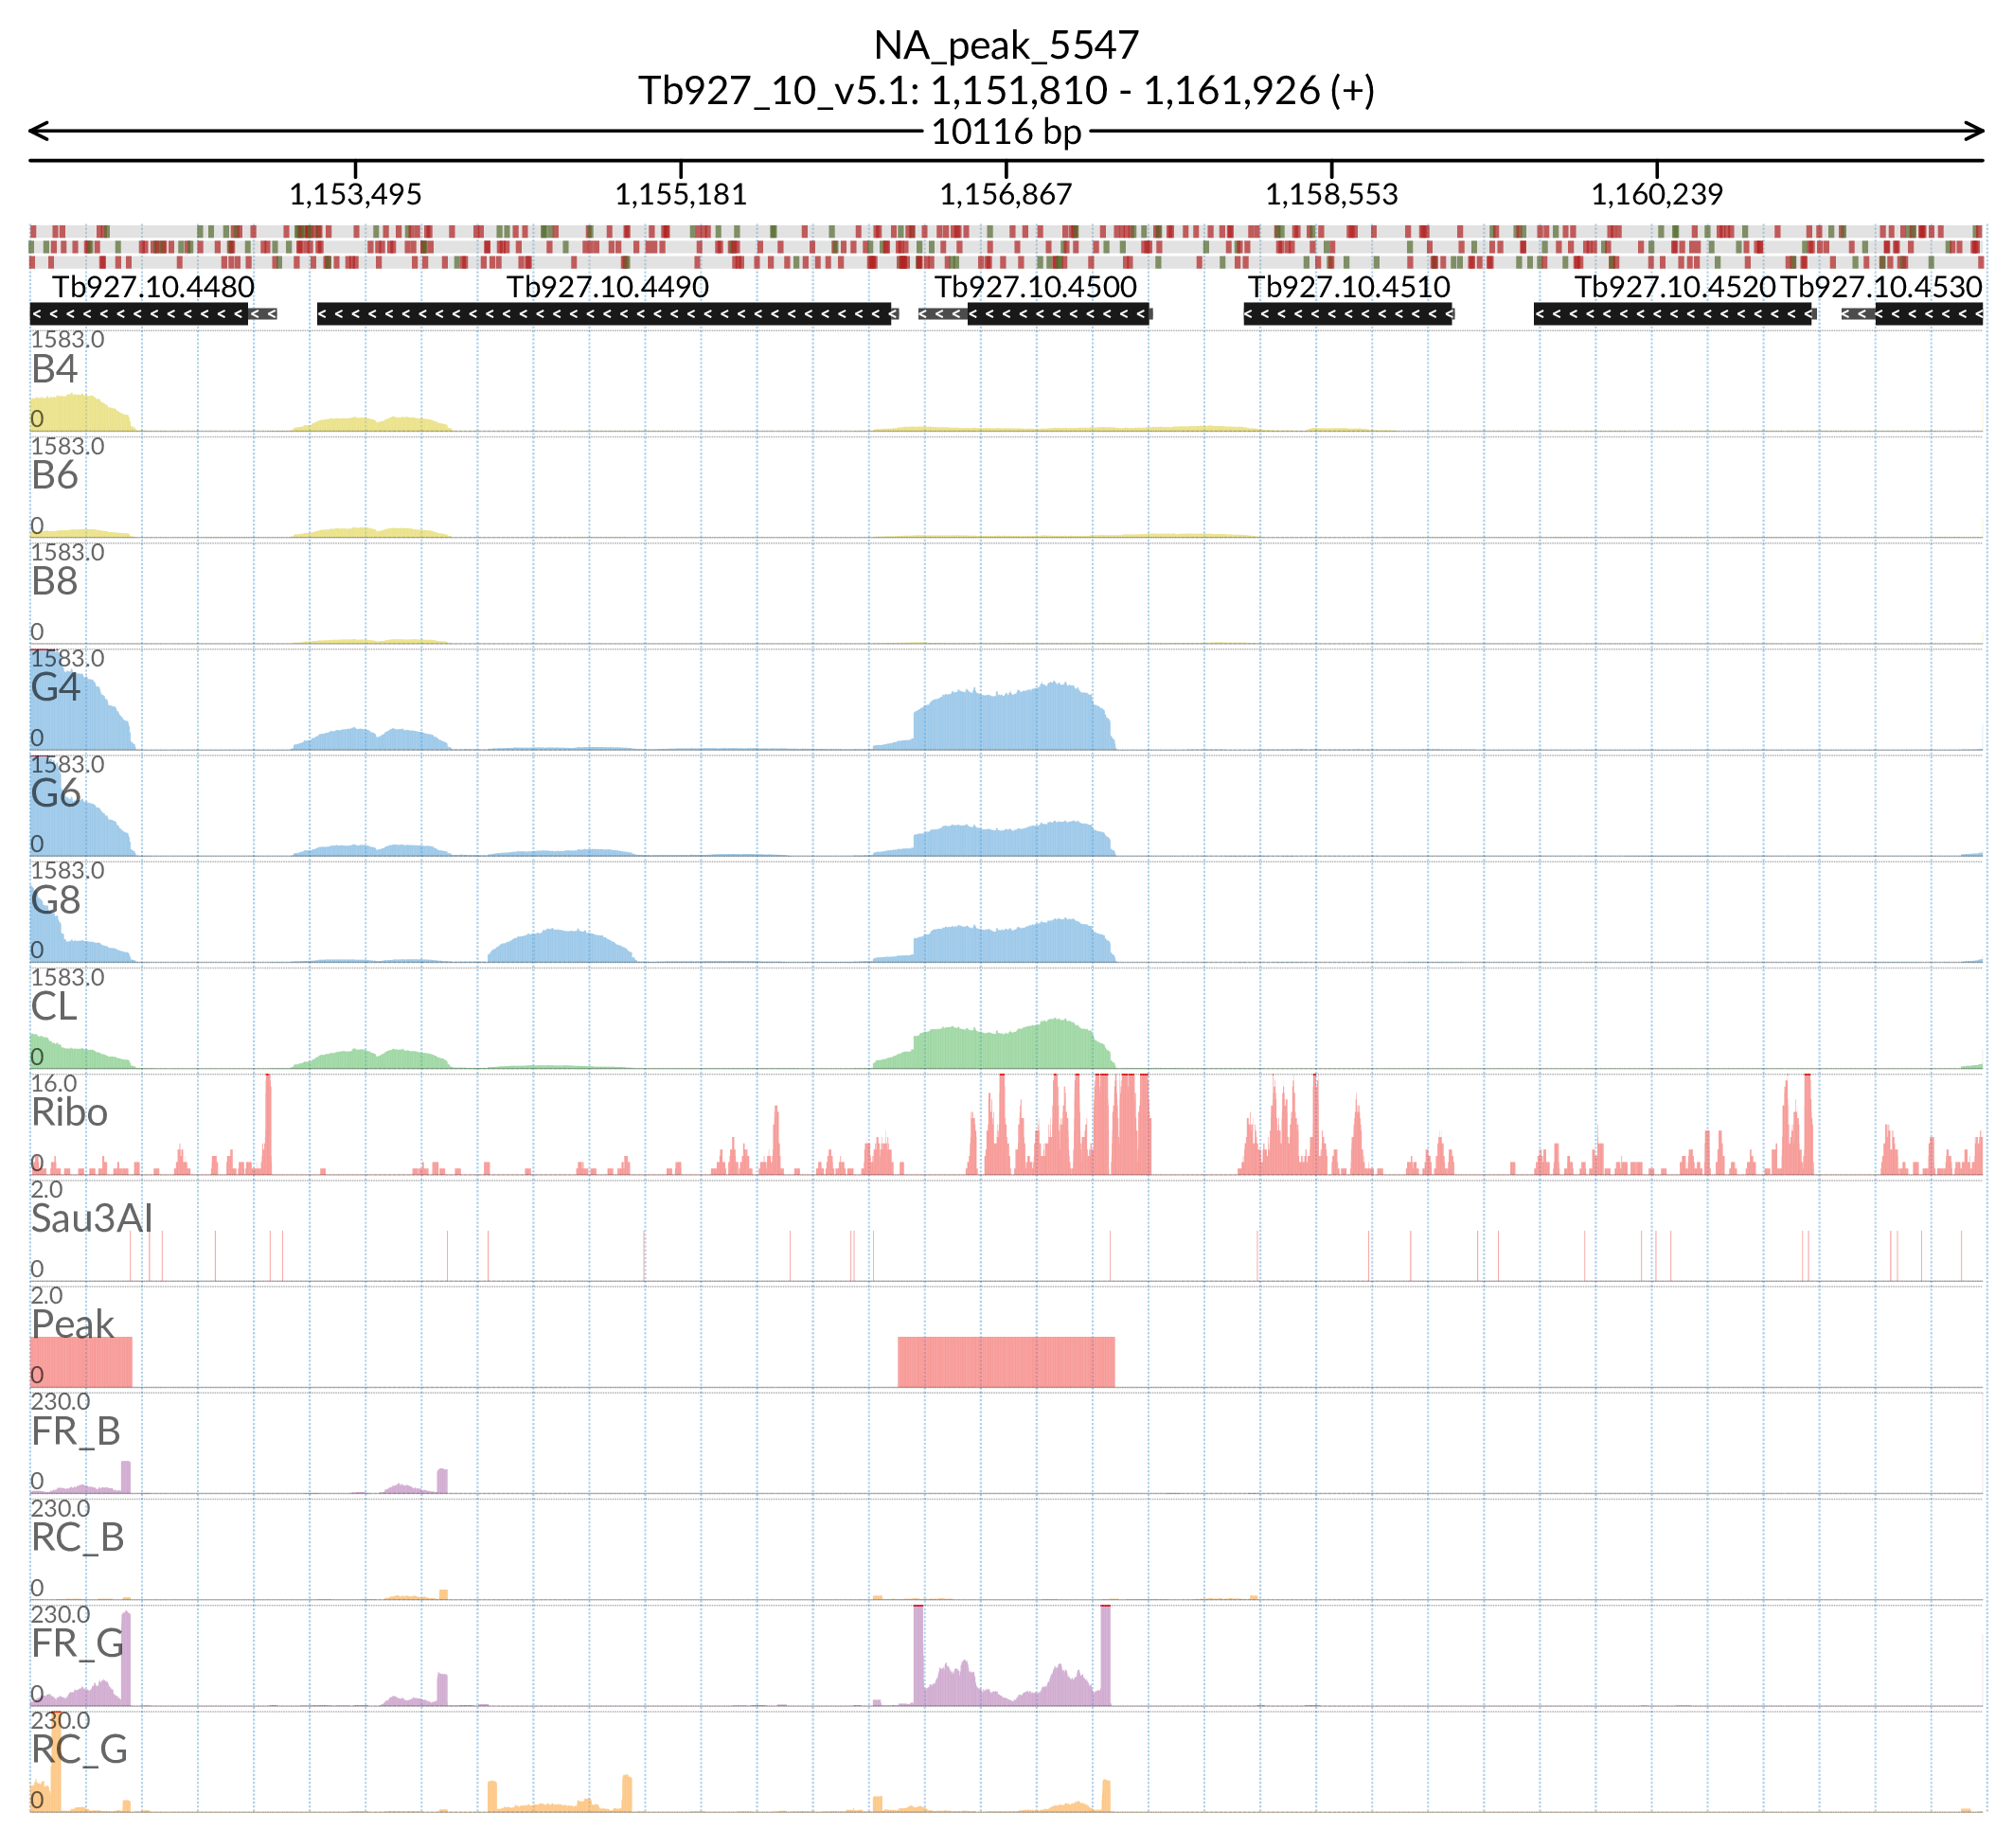 NA_peak_5547
Tb927_10_v5.1: 1,151,810 - 1,161,926 (+)
10116 bp
1,153,495 1,155,181 1,156,867 1,158,553 1,160,239
Tb927.10.4480 Tb927.10.4490 Tb927.10.4500 Tb927.10.4510 Tb927.10.4520 Tb927.10.4530
1583.0
B4
0
1583.0
B6
0
1583.0
B8
0
1583.0
G4
0
1583.0
G6
0
1583.0
G8
0
1583.0
CL
0
16.0
Ribo
0
2.0
Sau3AI
0
2.0
Peak
0
230.0
FR_B
0
230.0
RC_B
0
230.0
FR_G
0
230.0
RC_G
0